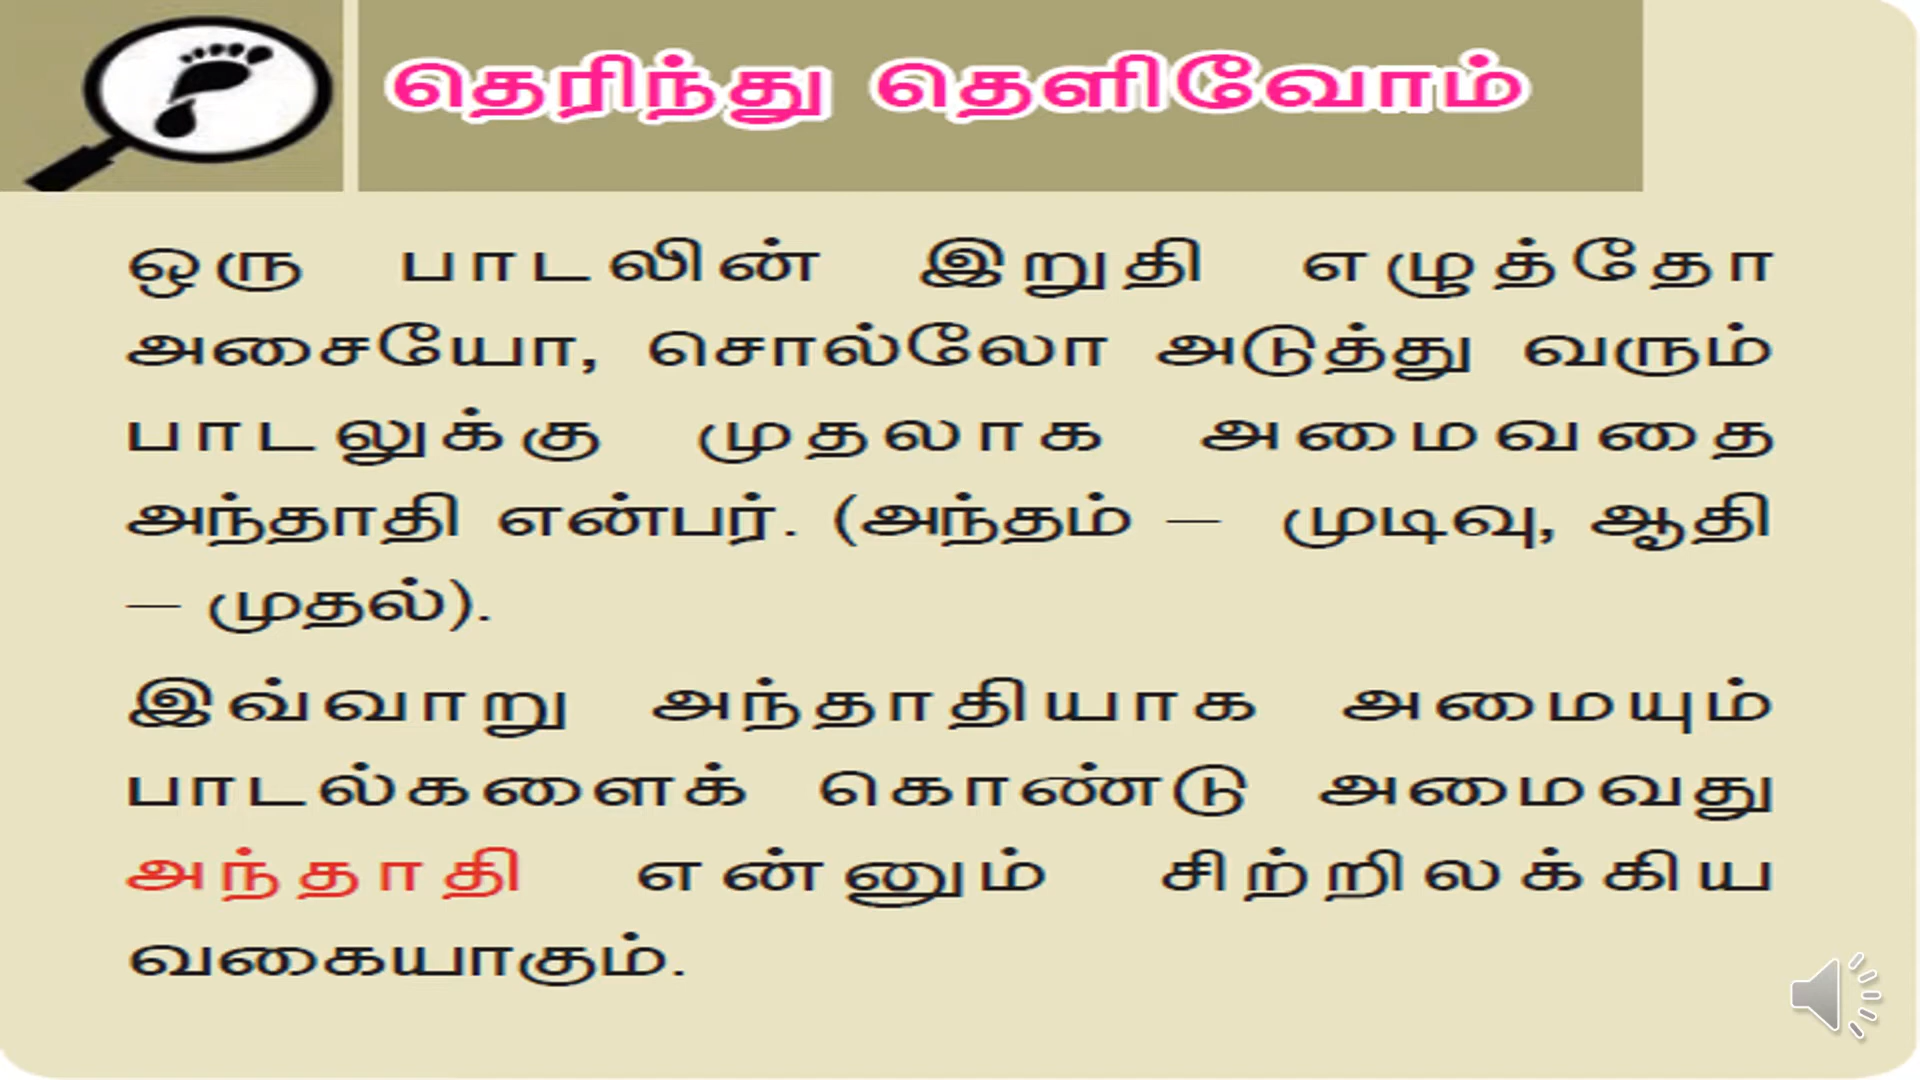 தெரிந்து தெளிவோம்
ஒரு பாடலின் இறுதி எழுத்தோ
அசையோ, சொல்லோ அடுத்து வரும்
பாடலுக்கு முதலாக அமைவதை
அந்தாதி என்பர். (அந்தம் – முடிவு, ஆதி
– முதல்).
இவ்வாறு அந்தாதியாக அமையும்
பாடல்களைக் கொண்டு அமைவது
அந்தாதி என்னும் சிற்றிலக்கிய
வகையாகும்.